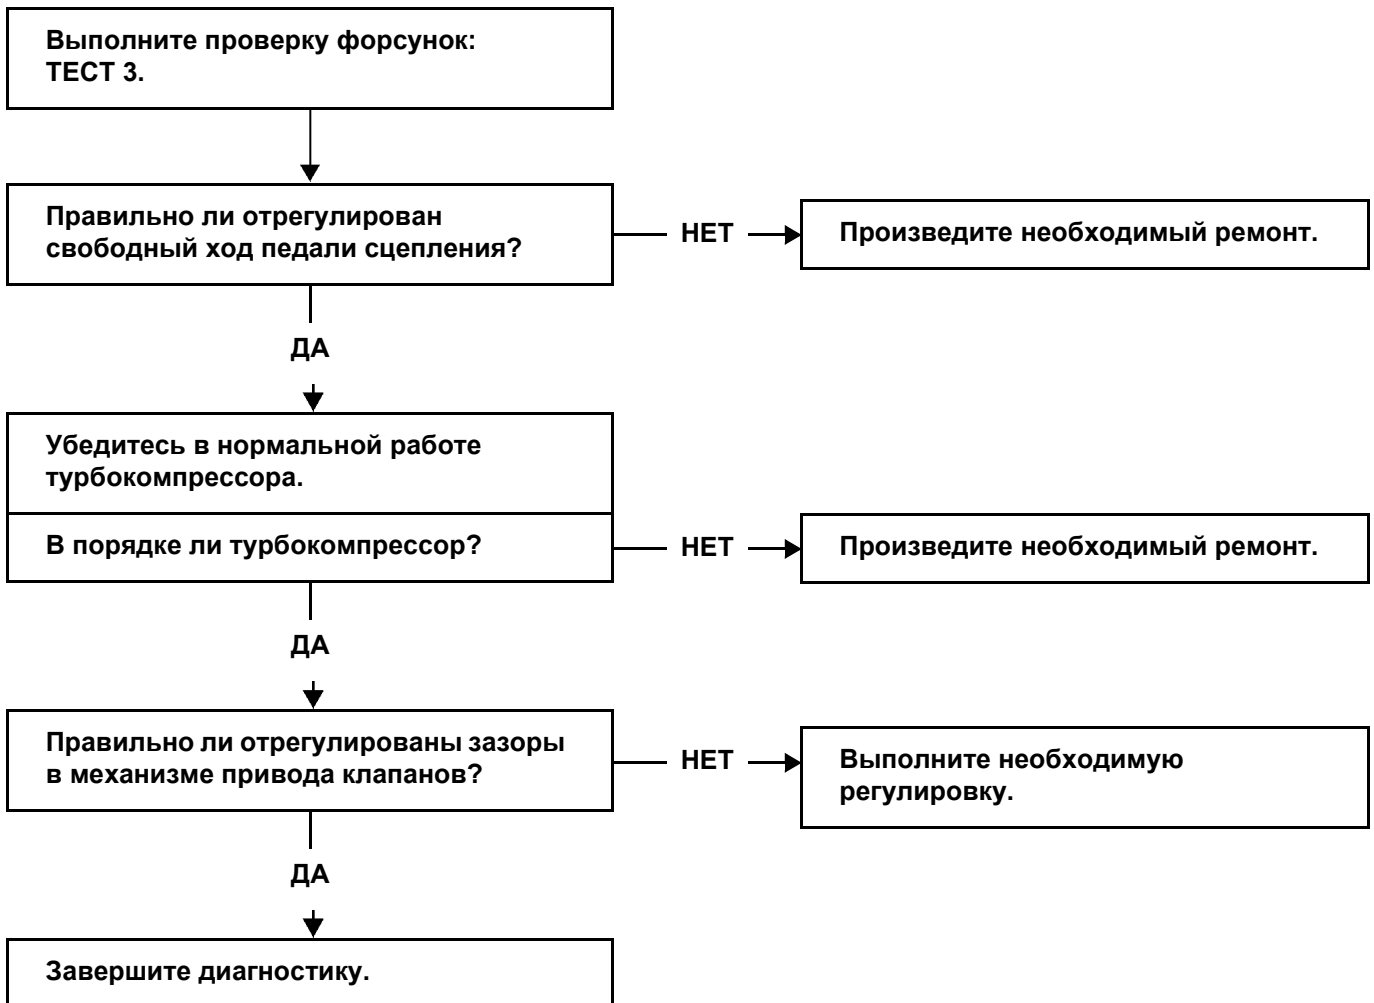 Выполните проверку форсунок:
ТЕСТ 3.
Правильно ли отрегулирован
свободный ход педали сцепления?
НЕТ
Произведите необходимый ремонт.
ДА
Убедитесь в нормальной работе
турбокомпрессора.
В порядке ли турбокомпрессор?
НЕТ
Произведите необходимый ремонт.
ДА
Правильно ли отрегулированы зазоры
в механизме привода клапанов?
НЕТ
Выполните необходимую
регулировку.
ДА
Завершите диагностику.